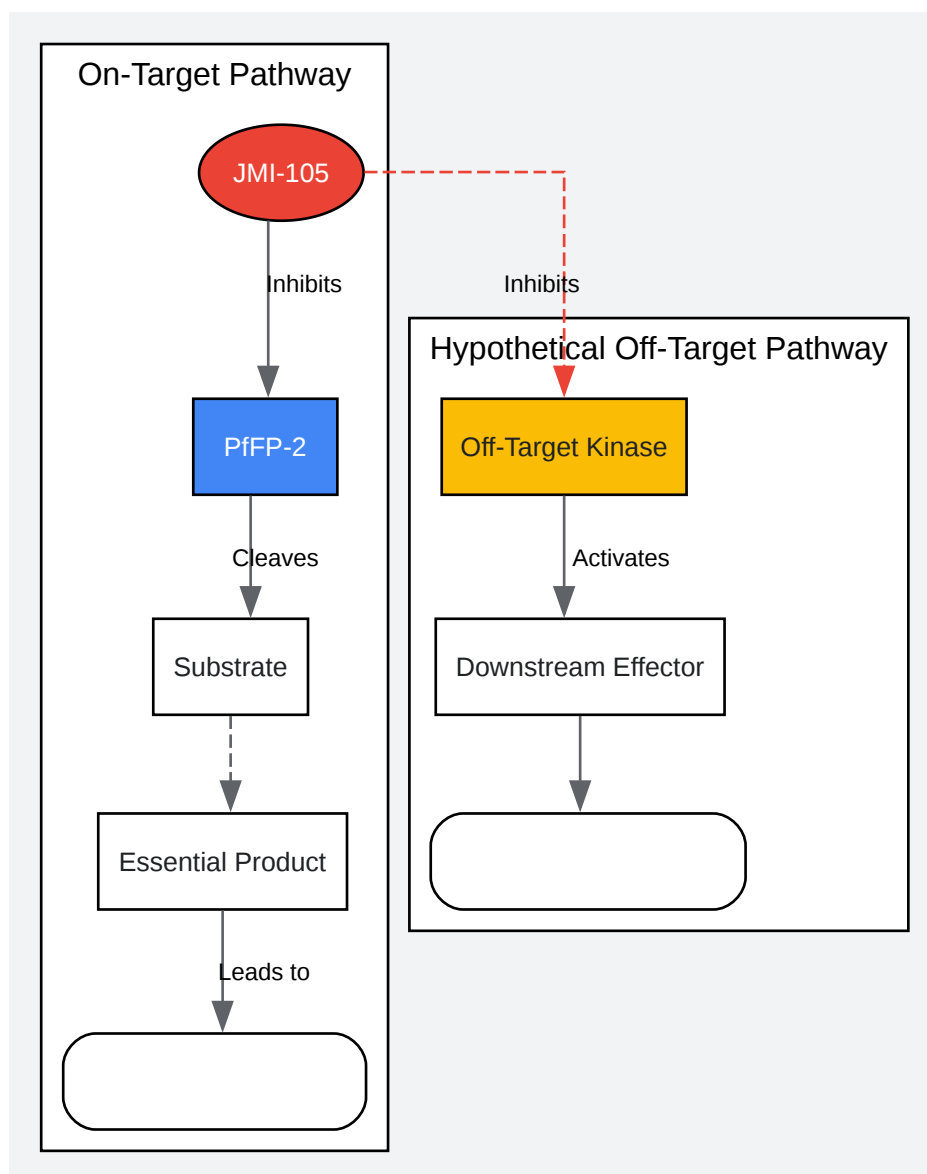 On-Target Pathway
JMI-105
Inhibits
Inhibits
Hypothetical Off-Target Pathway
PfFP-2
Off-Target Kinase
Cleaves
Activates
Substrate
Downstream Effector
Essential Product
Leads to